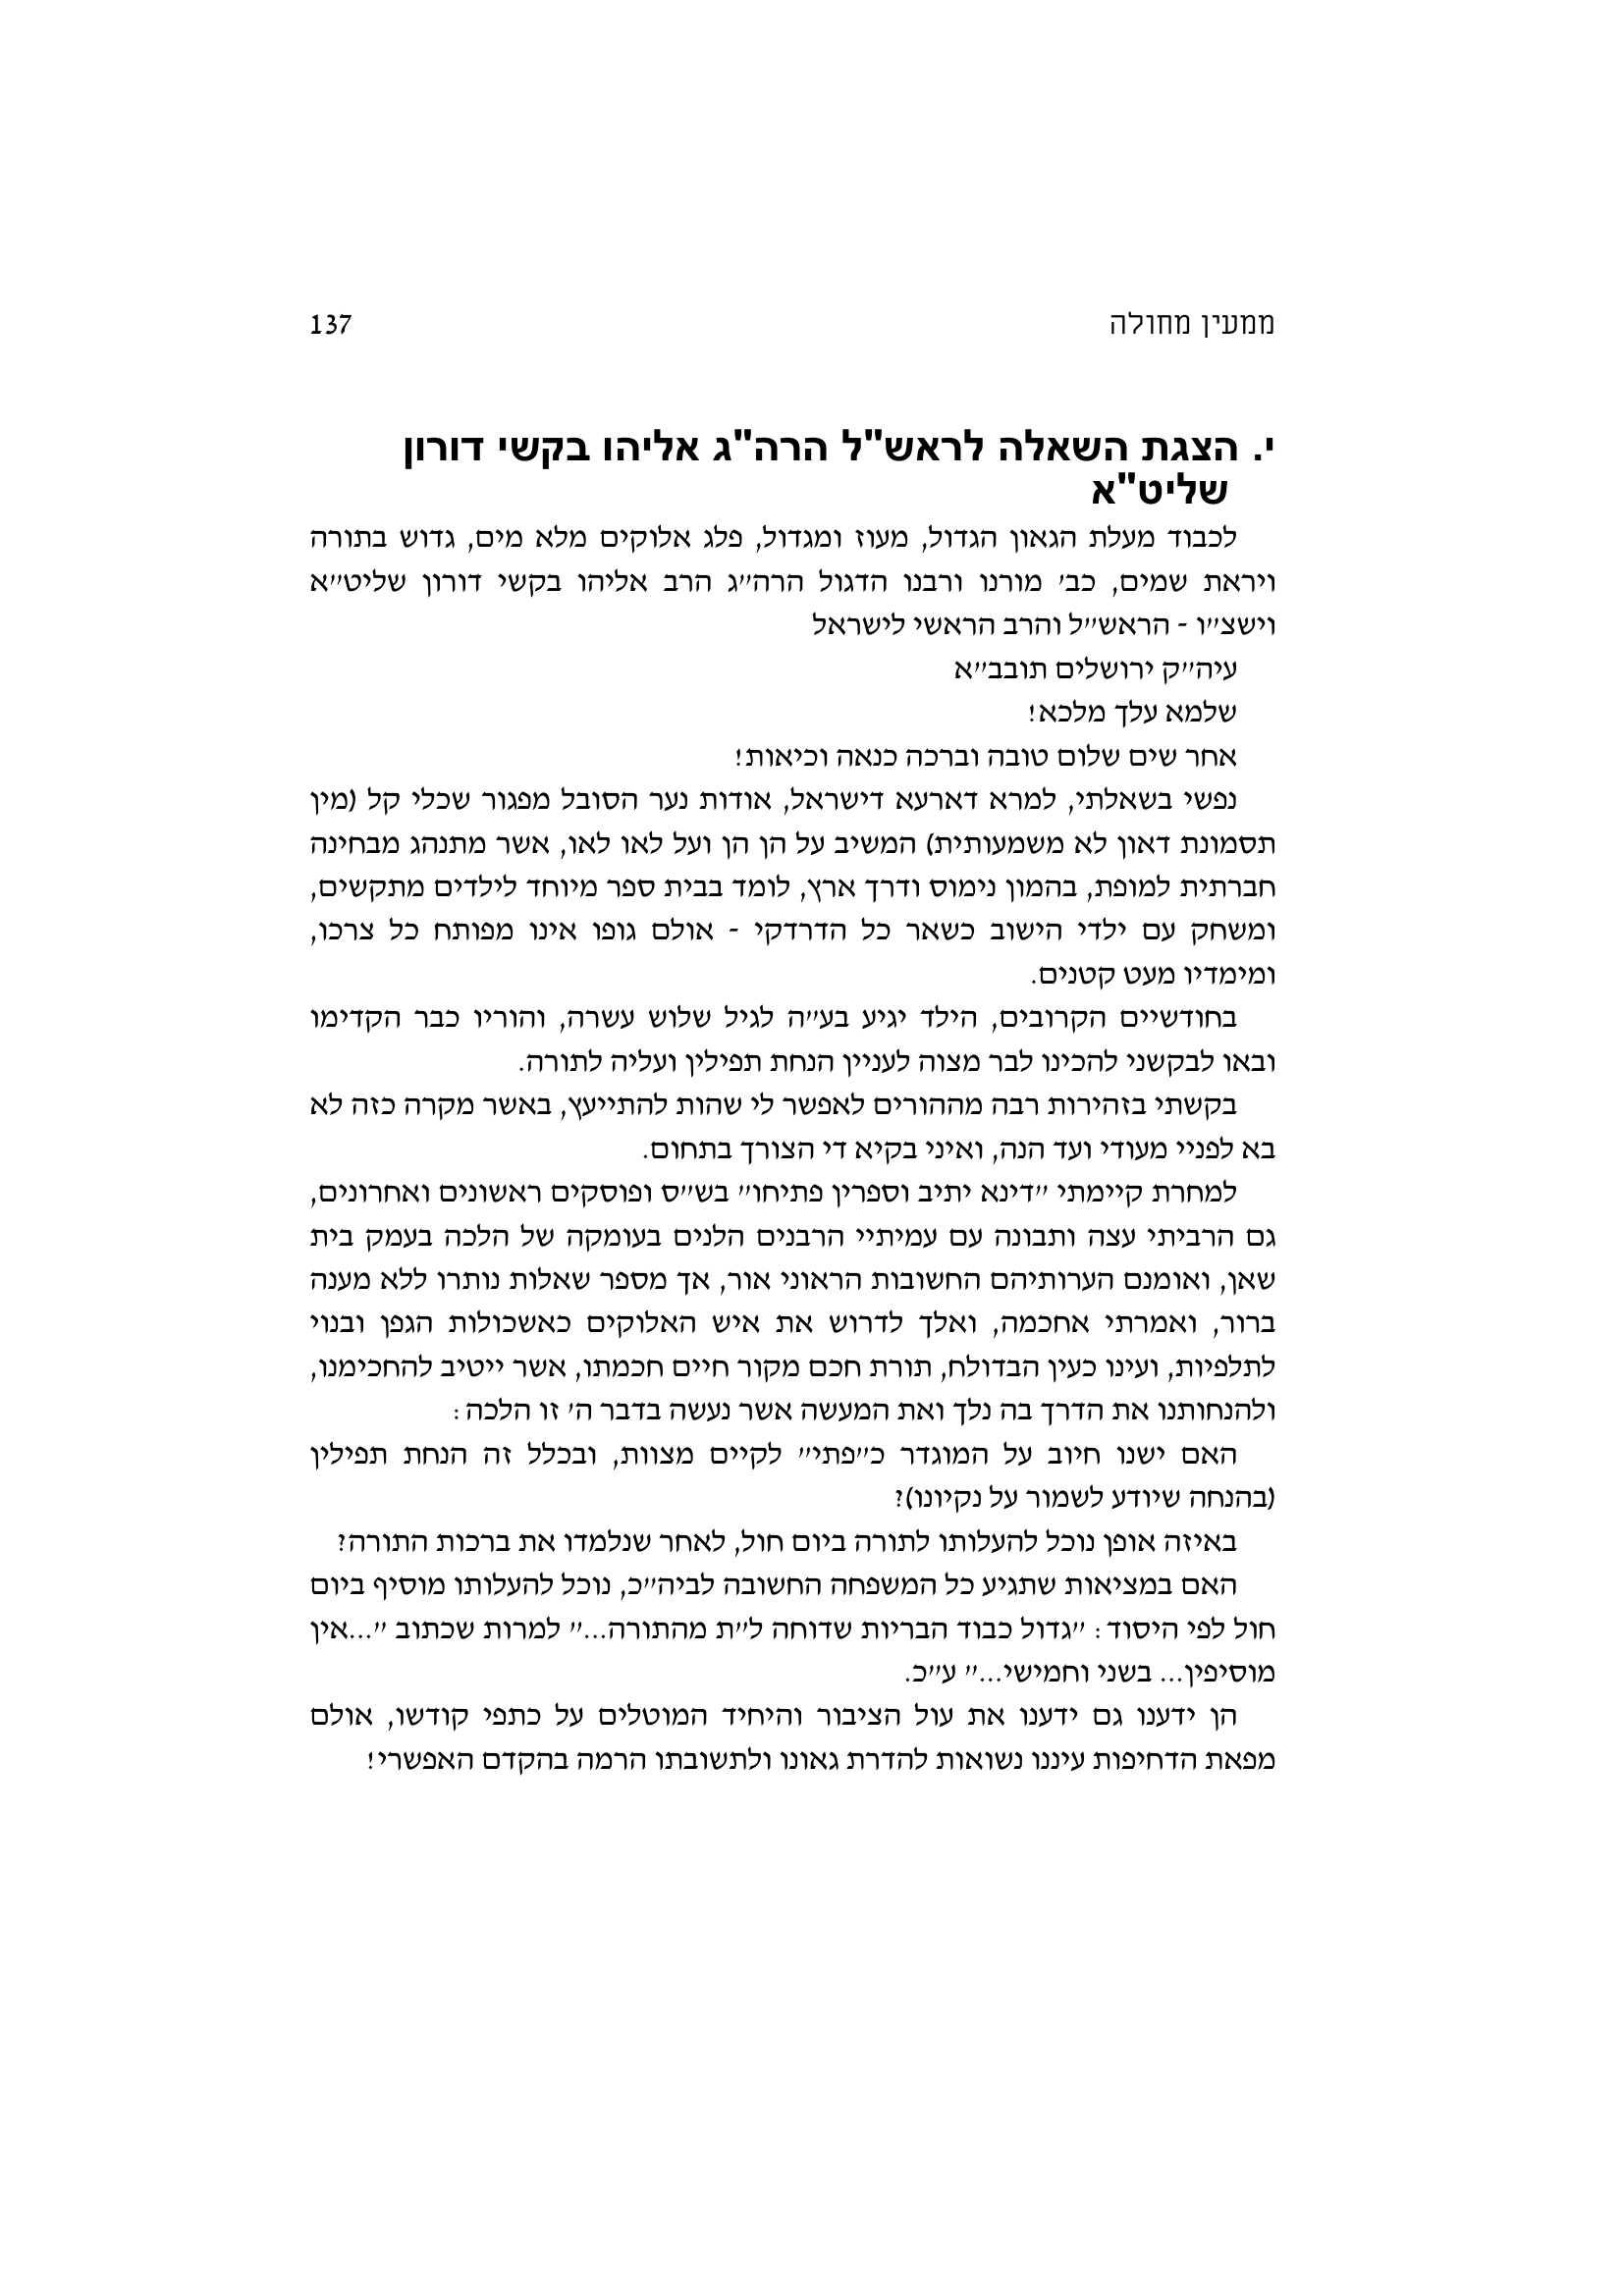 ממעין מחולה 137
י. הצגת השאלה לראש"ל הרה"ג אליהו בקשי דורון
שליט"א
לכבוד מעלת הגאון הגדול, מעוז ומגדול, פלג אלוקים מלא מים, גדוש בתורה
ויראת שמים, כב' מורנו ורבנו הדגול הרה"ג הרב אליהו בקשי דורון שליט"א
וישצ"ו - הראש"ל והרב הראשי לישראל
עיה"ק ירושלים תובב"א
שלמא עלך מלכא!
אחר שים שלום טובה וברכה כנאה וכיאות!
נפשי בשאלתי, למרא דארעא דישראל, אודות נער הסובל מפגור שכלי קל (מין
תסמונת דאון לא משמעותית) המשיב על הן הן ועל לאו לאו, אשר מתנהג מבחינה
חברתית למופת, בהמון נימוס ודרך ארץ, לומד בבית ספר מיוחד לילדים מתקשים,
ומשחק עם ילדי הישוב כשאר כל הדרדקי - אולם גופו אינו מפותח כל צרכו,
ומימדיו מעט קטנים.
בחודשיים הקרובים, הילד יגיע בע"ה לגיל שלוש עשרה, והוריו כבר הקדימו
ובאו לבקשני להכינו לבר מצוה לעניין הנחת תפילין ועליה לתורה.
בקשתי בזהירות רבה מההורים לאפשר לי שהות להתייעץ, באשר מקרה כזה לא
בא לפניי מעודי ועד הנה, ואיני בקיא די הצורך בתחום.
למחרת קיימתי "דינא יתיב וספרין פתיחו" בש"ס ופוסקים ראשונים ואחרונים,
גם הרביתי עצה ותבונה עם עמיתיי הרבנים הלנים בעומקה של הלכה בעמק בית
שאן, ואומנם הערותיהם החשובות הראוני אור, אך מספר שאלות נותרו ללא מענה
ברור, ואמרתי אחכמה, ואלך לדרוש את איש האלוקים כאשכולות הגפן ובנוי
לתלפיות, ועינו כעין הבדולח, תורת חכם מקור חיים חכמתו, אשר ייטיב להחכימנו,
ולהנחותנו את הדרך בה נלך ואת המעשה אשר נעשה בדבר ה' זו הלכה:
האם ישנו חיוב על המוגדר כ"פתי" לקיים מצוות, ובכלל זה הנחת תפילין
(בהנחה שיודע לשמור על נקיונו)?
באיזה אופן נוכל להעלותו לתורה ביום חול, לאחר שנלמדו את ברכות התורה?
האם במציאות שתגיע כל המשפחה החשובה לביה"כ, נוכל להעלותו מוסיף ביום
חול לפי היסוד: "גדול כבוד הבריות שדוחה ל"ת מהתורה..." למרות שכתוב "...אין
מוסיפין... בשני וחמישי..." ע"כ.
הן ידענו גם ידענו את עול הציבור והיחיד המוטלים על כתפי קודשו, אולם
מפאת הדחיפות עיננו נשואות להדרת גאונו ולתשובתו הרמה בהקדם האפשרי!